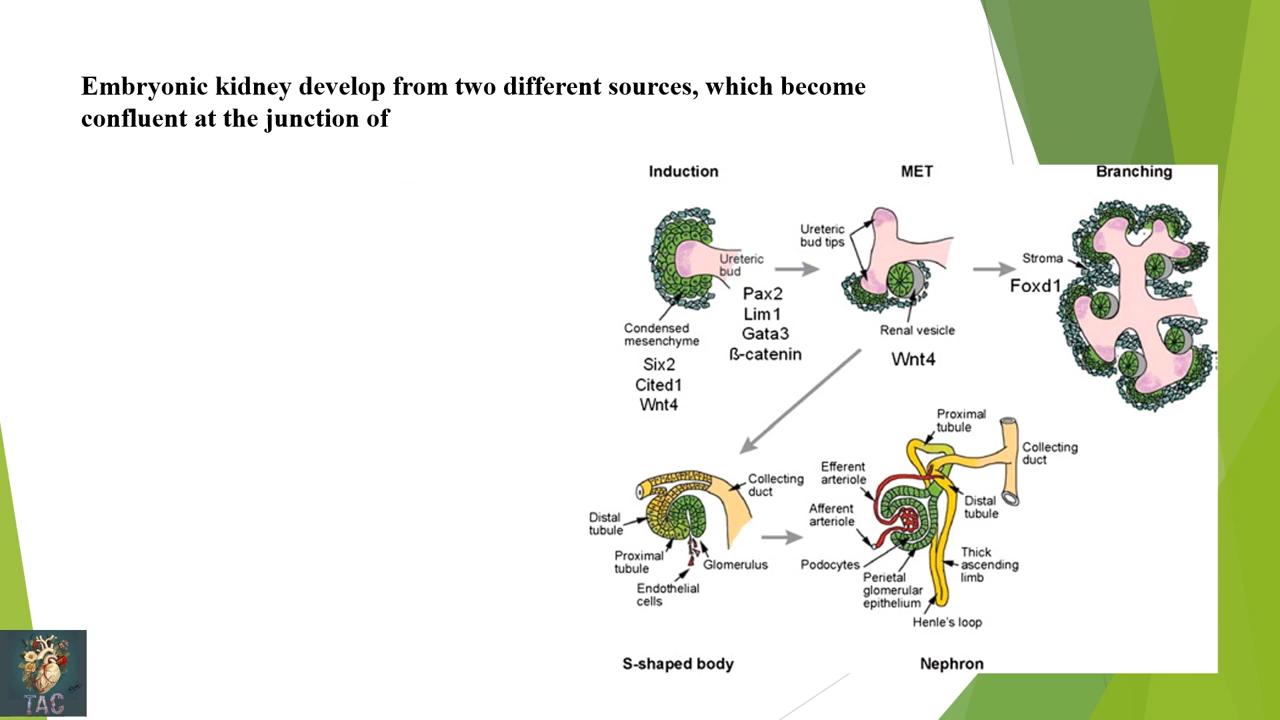 Embryonic kidney develop from two different sources, which become
confluent at the junction of
Induction
MET
Branching
Ureteric
bud
Condensed
mesenchyme
Pax2
Lim1
Gata3
ß-catenin
Six2
Cited1
Wnt4
Ureteric
bud tips
Renal vesicle
Wnt4
Stroma
Foxd1
Collecting
duct
Distal
tubule
Proximal
tubule
Glomerulus
Endothelial
cells
S-shaped body
Proximal
tubule
Collecting
duct
Efferent
arteriole
Afferent
arteriole
Distal
tubule
Podocytes
Perietal
glomerular
epithelium
Thick
ascending
limb
Henle's loop
Nephron
TAC